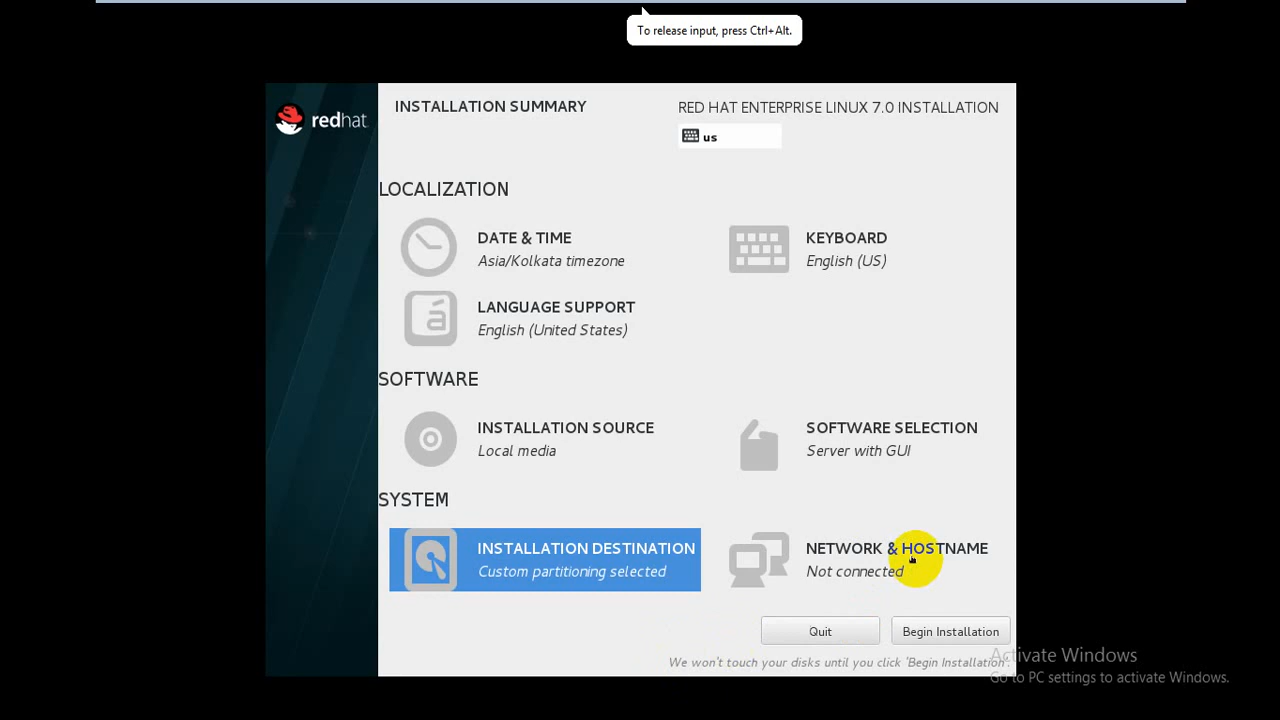 To release input, press Ctrl+Alt.
redhat
INSTALLATION SUMMARY
RED HAT ENTERPRISE LINUX 7.0 INSTALLATION
us
LOCALIZATION
DATE & TIME
Asia/Kolkata timezone
KEYBOARD
English (US)
LANGUAGE SUPPORT
English (United States)
SOFTWARE
INSTALLATION SOURCE
Local media
SOFTWARE SELECTION
Server with GUI
SYSTEM
INSTALLATION DESTINATION
Custom partitioning selected
NETWORK & HOSTNAME
Not connected
Quit
Begin Installation
We won't touch your disks until you click 'Begin Installation'.
Activate Windows
Go to PC settings to activate Windows.